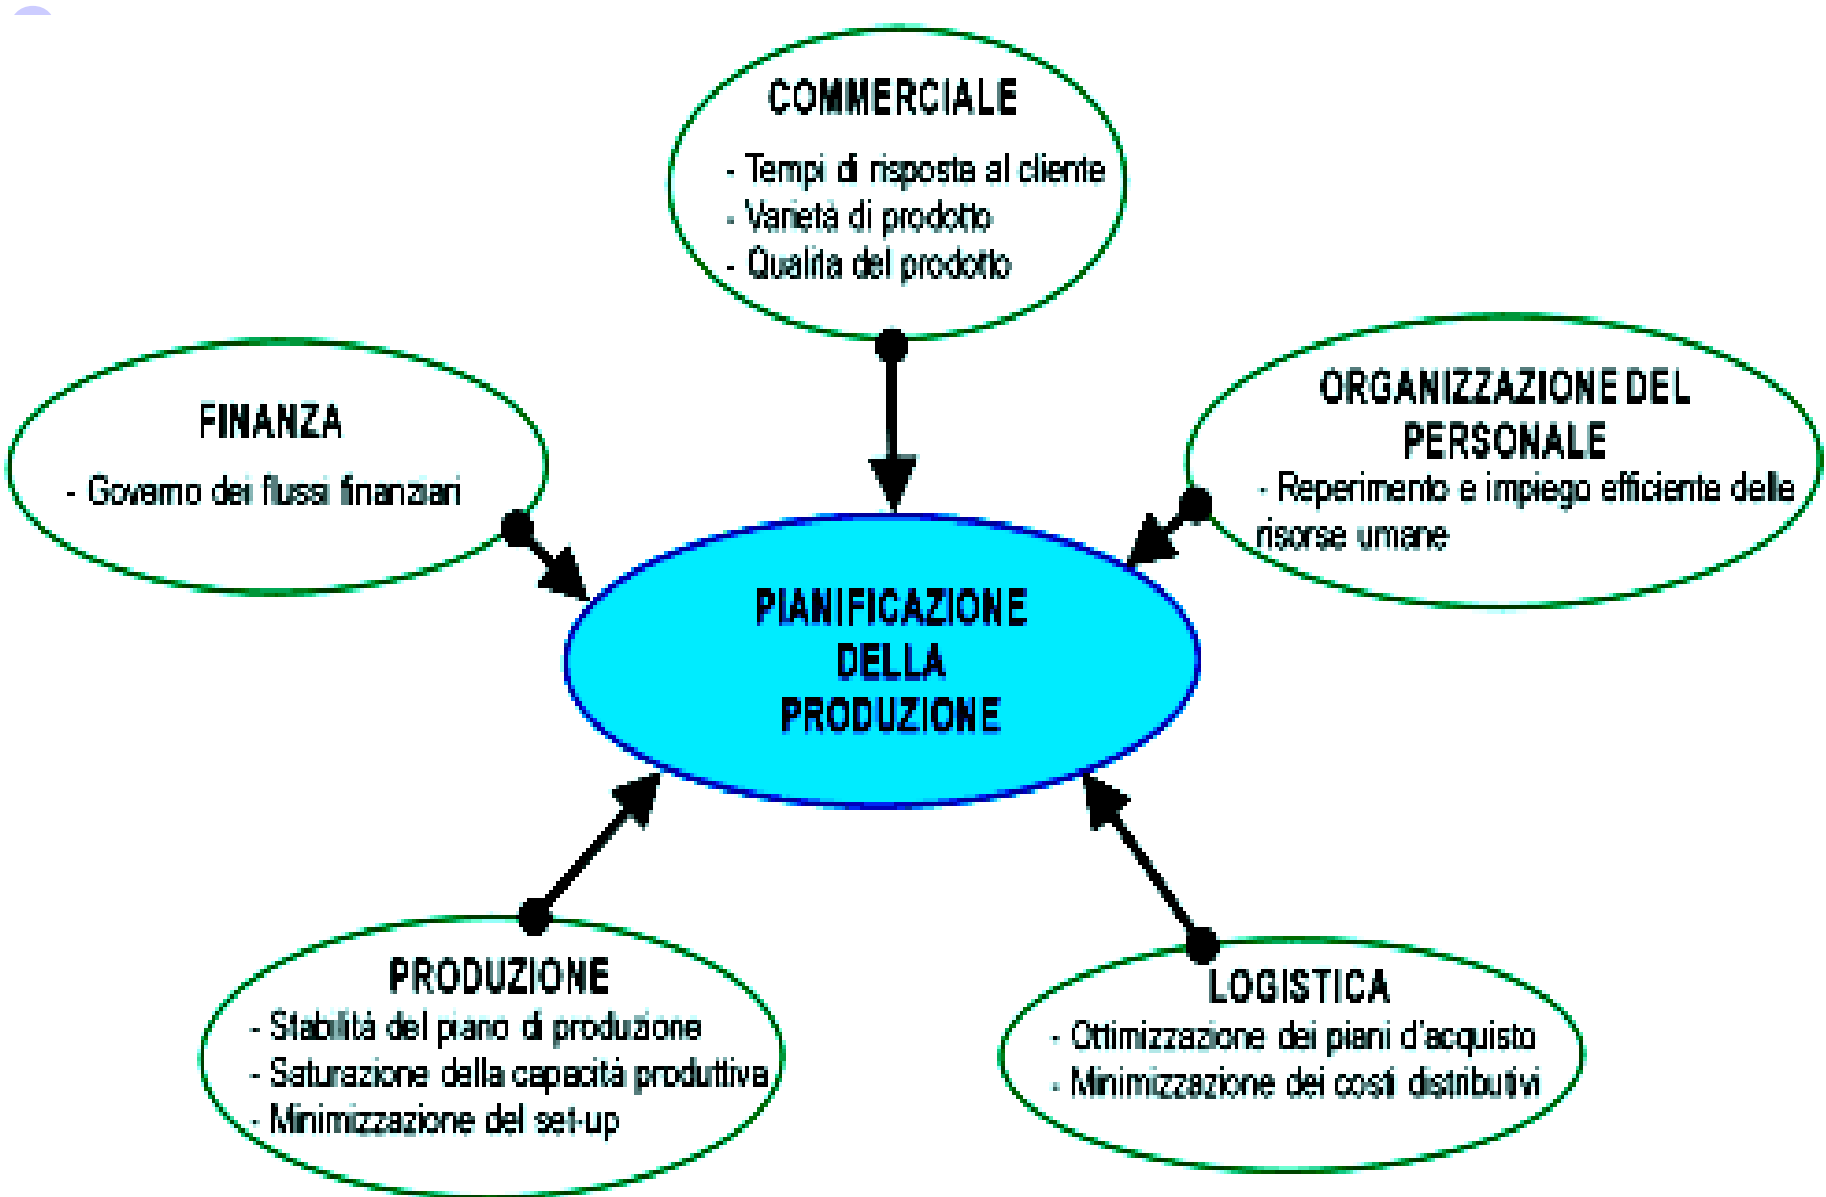 COMMERCIALE
- Tempi di risposta al cliente
- Varietà di prodotto
- Qualità del prodotto
FINANZA
- Governo dei flussi finanziari
ORGANIZZAZIONE DEL
PERSONALE
- Reperimento e impiego efficiente delle
risorse umane
PIANIFICAZIONE
DELLA
PRODUZIONE
PRODUZIONE
- Stabilità del piano di produzione
- Saturazione della capacità produttiva
- Minimizzazione del set-up
LOGISTICA
- Ottimizzazione dei piani d'acquisto
- Minimizzazione dei costi distributivi